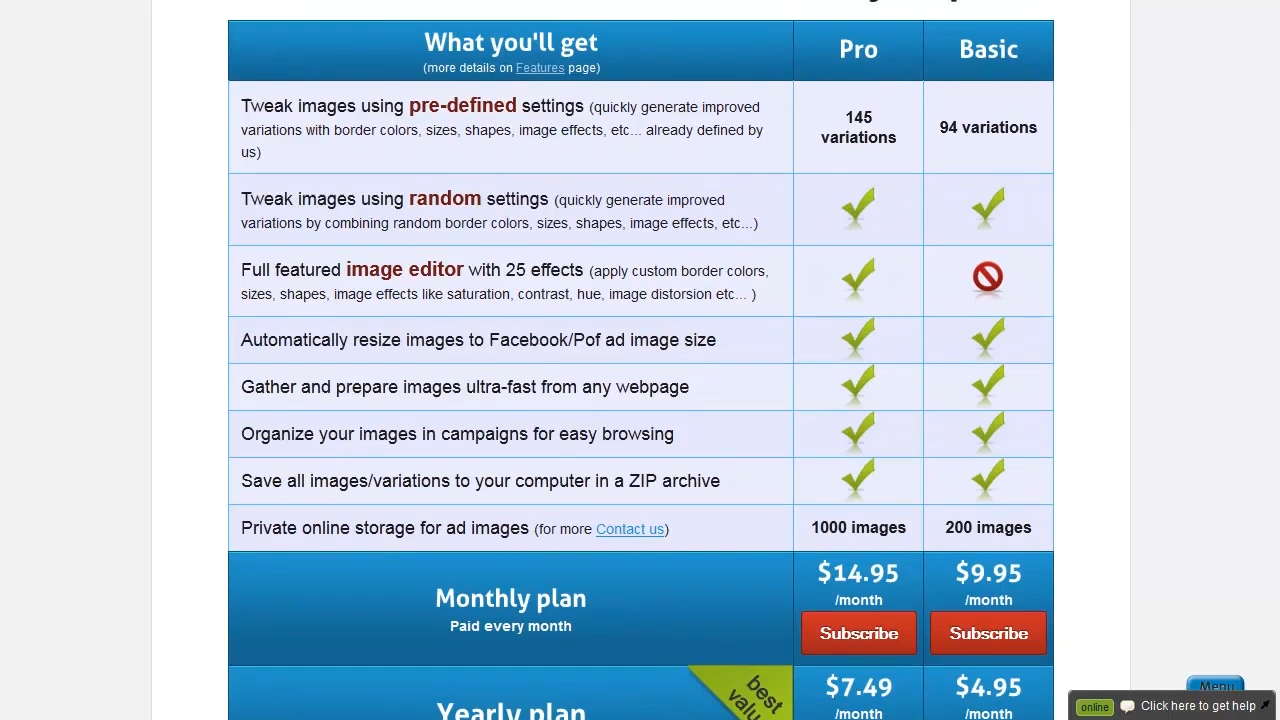 What you'll get
(more details on Features page)
Pro
Basic
Tweak images using pre-defined settings (quickly generate improved
variations with border colors, sizes, shapes, image effects, etc... already defined by
us)
145
variations
94 variations
Tweak images using random settings (quickly generate improved
variations by combining random border colors, sizes, shapes, image effects, etc...)
Full featured image editor with 25 effects (apply custom border colors,
sizes, shapes, image effects like saturation, contrast, hue, image distorsion etc... )
Automatically resize images to Facebook/Pof ad image size
Gather and prepare images ultra-fast from any webpage
Organize your images in campaigns for easy browsing
Save all images/variations to your computer in a ZIP archive
Private online storage for ad images (for more Contact us)
1000 images
200 images
Monthly plan
Paid every month
$14.95
/month
Subscribe
$9.95
/month
Subscribe
Yearly plan
best
$7.49
/month
$4.95
/month
Menu
online
Click here to get help